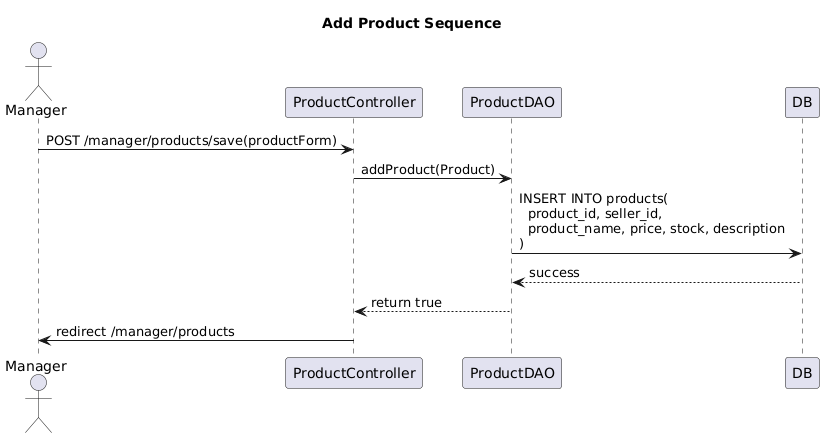 Add Product Sequence
Manager
ProductController
ProductDAO
DB
POST /manager/products/save(productForm)
addProduct(Product)
INSERT INTO products(
product_id, seller_id,
product_name, price, stock, description
)
success
return true
redirect /manager/products
Manager
ProductController
ProductDAO
DB